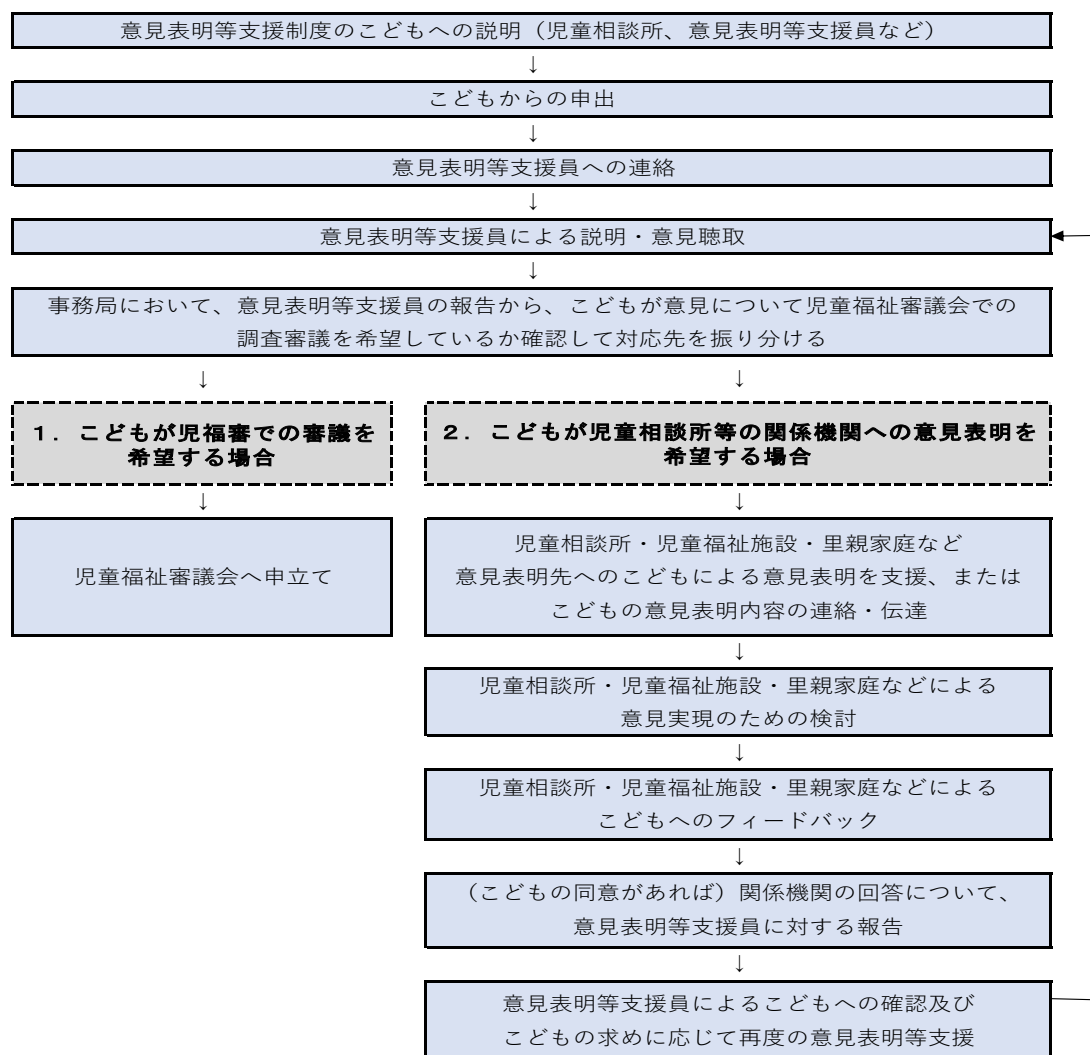 意見表明等支援制度のこどもへの説明（児童相談所、意見表明等支援員など）
↓
こどもからの申出
↓
意見表明等支援員への連絡
↓
意見表明等支援員による説明・意見聴取
↓
事務局において、意見表明等支援員の報告から、こどもが意見について児童福祉審議会での
調査審議を希望しているか確認して対応先を振り分ける
↓
↓
１．こどもが児福審での審議を
希望する場合
↓
児童福祉審議会へ申立て
２．こどもが児童相談所等の関係機関への意見表明を
希望する場合
↓
児童相談所・児童福祉施設・里親家庭など
意見表明先へのこどもによる意見表明を支援、または
こどもの意見表明内容の連絡・伝達
↓
児童相談所・児童福祉施設・里親家庭などによる
意見実現のための検討
↓
児童相談所・児童福祉施設・里親家庭などによる
こどもへのフィードバック
↓
（こどもの同意があれば）関係機関の回答について、
意見表明等支援員に対する報告
↓
意見表明等支援員によるこどもへの確認及び
こどもの求めに応じて再度の意見表明等支援